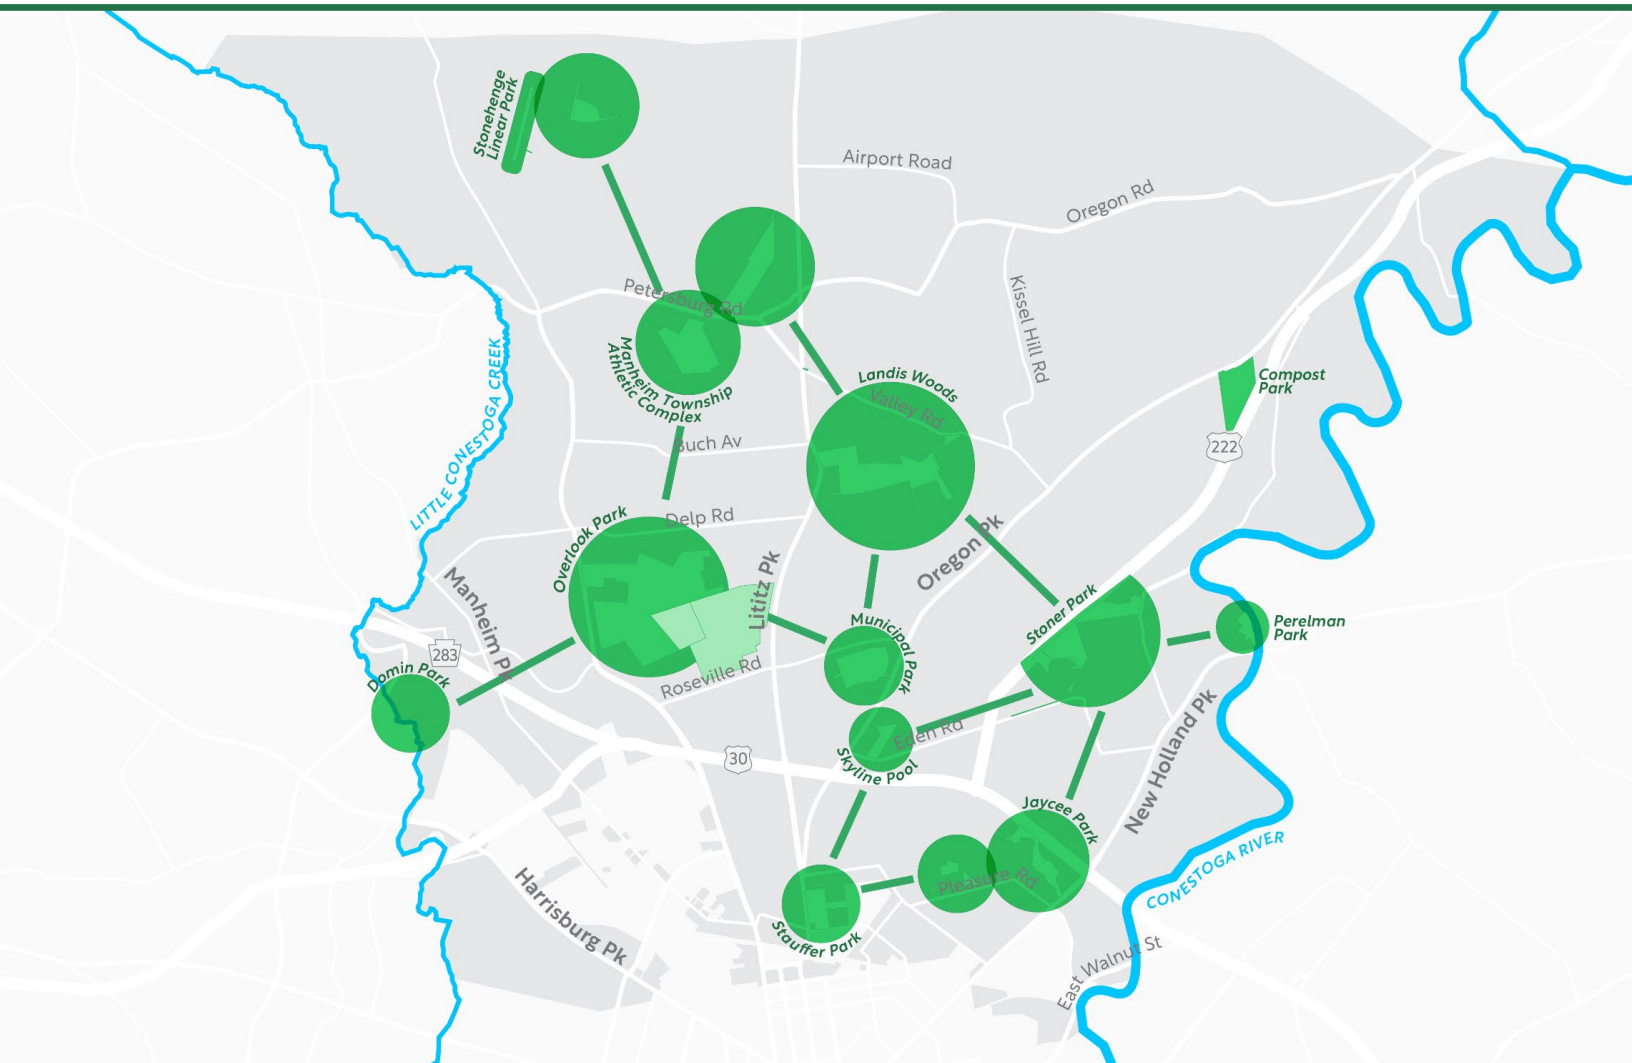 Stonehenge
Linear Park
Airport Road
Oregon Rd
Petersburg Rd
Kissel Hill Rd
LITTLE CONESTOGA CREEK
Manheim Township
Athletic Complex
Landis Woods
Valley Rd
Compost
Park
222
Buch Av
Delp Rd
Overlook Park
Oregon Pk
Lititz Pk
Manheim Pk
Stoner Park
Municipal Park
Perelman
Park
283
Domin Park
Roseville Rd
Eden Rd
Skyline Pool
30
New Holland Pk
Jaycee Park
CONESTOGA RIVER
Pleasure Rd
Harrisburg Pk
Stauffer Park
East Walnut St